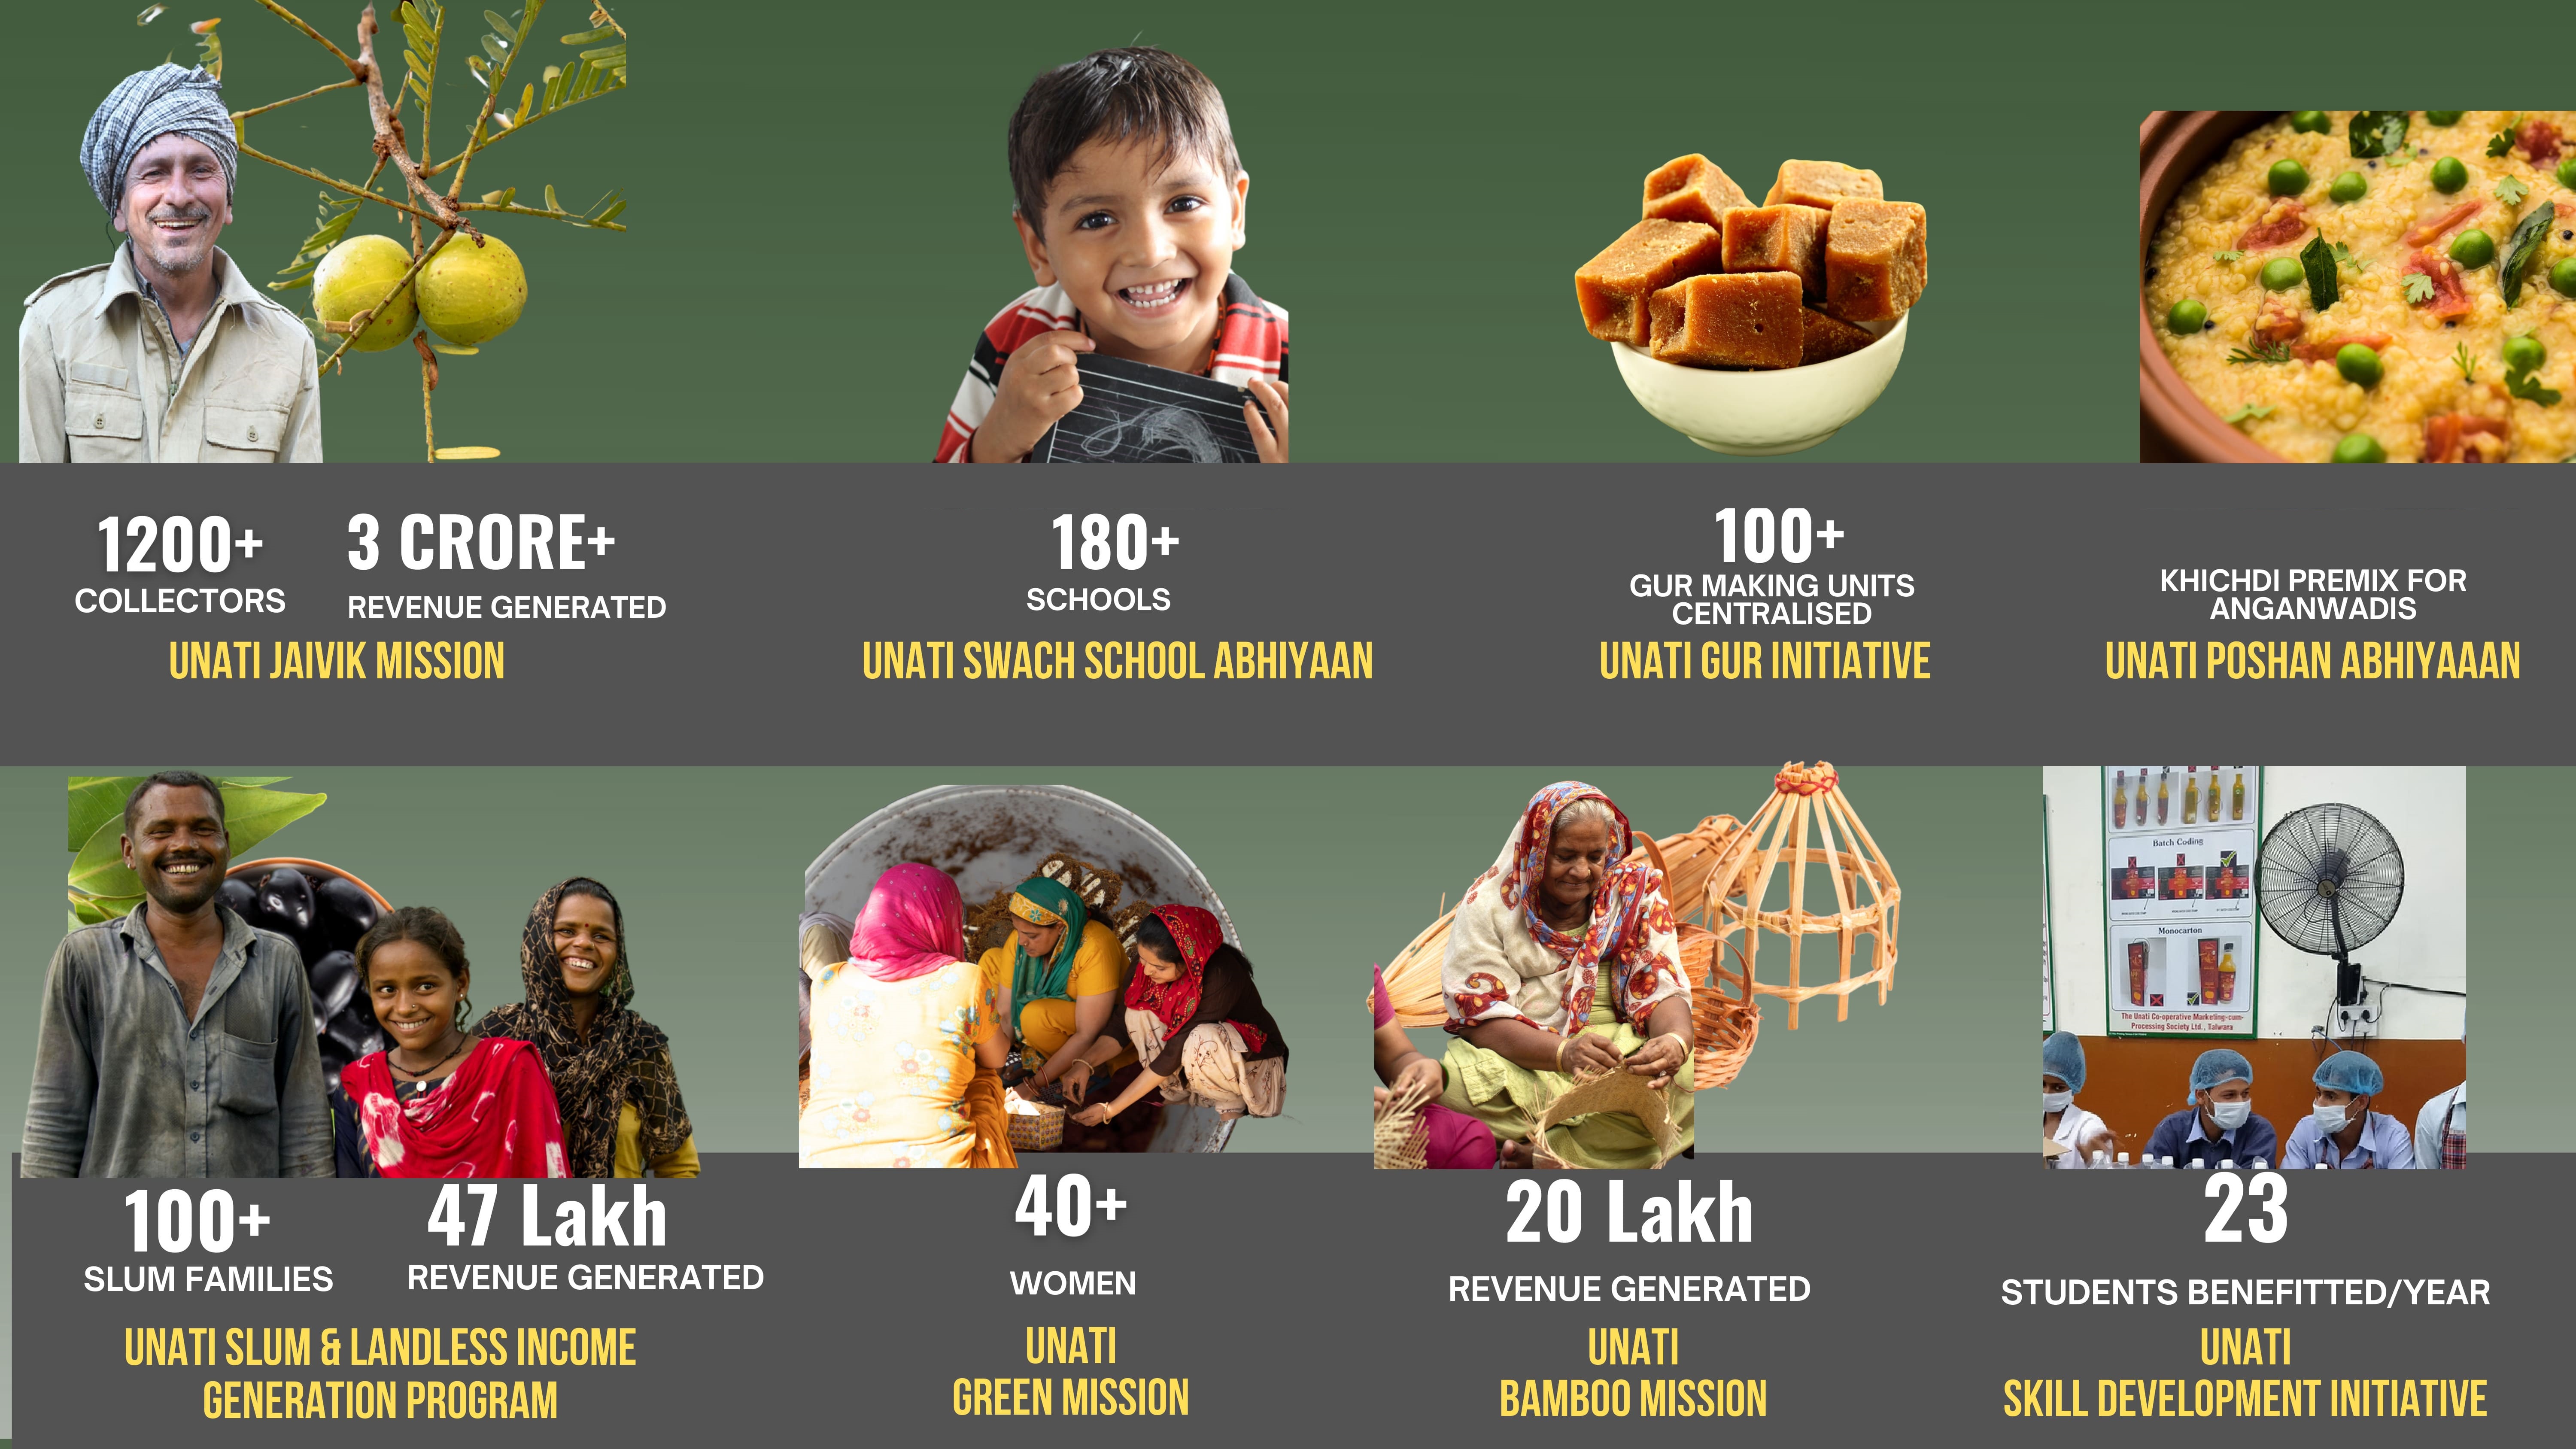 1200+
COLLECTORS
3 CRORE+
REVENUE GENERATED
UNATI JAIVIK MISSION
180+
SCHOOLS
UNATI SWACH SCHOOL ABHIYAAN
100+
GUR MAKING UNITS
CENTRALISED
UNATI GUR INITIATIVE
KHICHDI PREMIX FOR
ANGANWADIS
UNATI POSHAN ABHIYAAAN
100+
SLUM FAMILIES
47 Lakh
REVENUE GENERATED
UNATI SLUM & LANDLESS INCOME
GENERATION PROGRAM
40+
WOMEN
UNATI
GREEN MISSION
20 Lakh
REVENUE GENERATED
UNATI
BAMBOO MISSION
Batch Coding
Monocarton
The Unati Co-operative Marketing-cum-
Processing Society Ltd., Talwara
23
STUDENTS BENEFITTED/YEAR
UNATI
SKILL DEVELOPMENT INITIATIVE